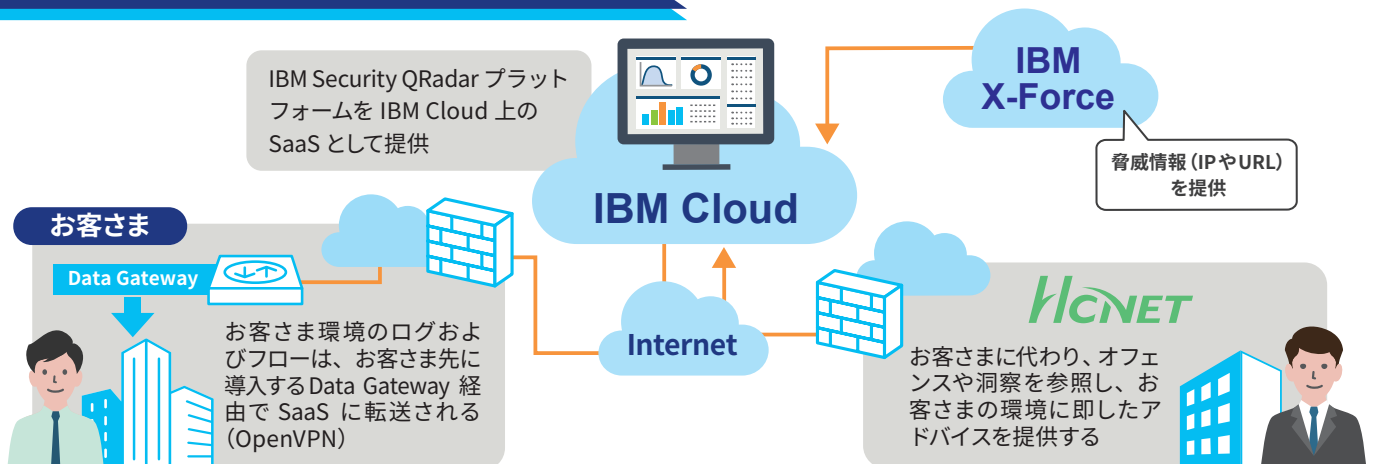 IBM Security QRadar プラット
フォームを IBM Cloud 上の
SaaS として提供
IBM Cloud
IBM
X-Force
脅威情報（IPやURL）
を提供
お客さま
Data Gateway
お客さま環境のログおよ
びフローは、お客さま先に
導入するData Gateway 経
由で SaaS に転送される
（OpenVPN）
Internet
HCNET
お客さまに代わり、オフェ
ンスや洞察を参照し、お
客さまの環境に即したア
ドバイスを提供する